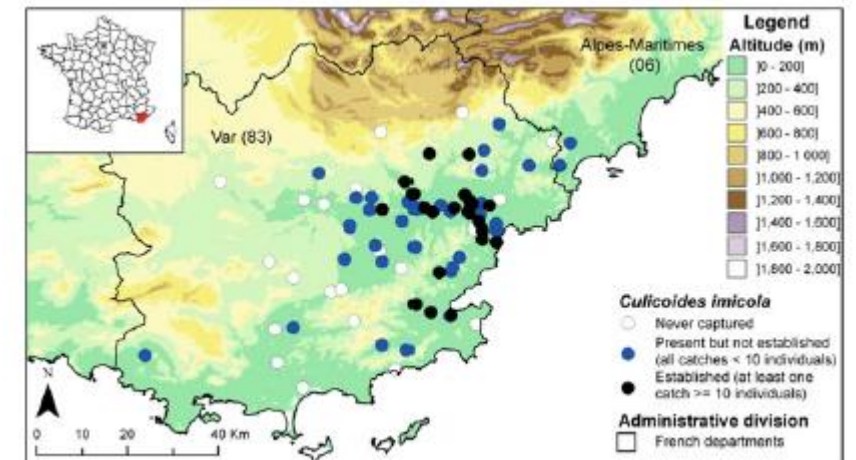 Alpes-Maritimes
(06)
Var (83)
N
0 10 20 40 Km
Legend
Altitude (m)
]0 - 200]
]200 - 400]
]400 - 600]
]600 - 800]
]800 - 1 000]
]1,000 - 1,200]
]1,200 - 1,400]
]1,400 - 1,600]
]1,600 - 1,800]
]1,800 - 2,000]
Culicoides imicola
Never captured
Present but not established
(all catches < 10 individuals)
Established (at least one
catch >= 10 individuals)
Administrative division
French departments